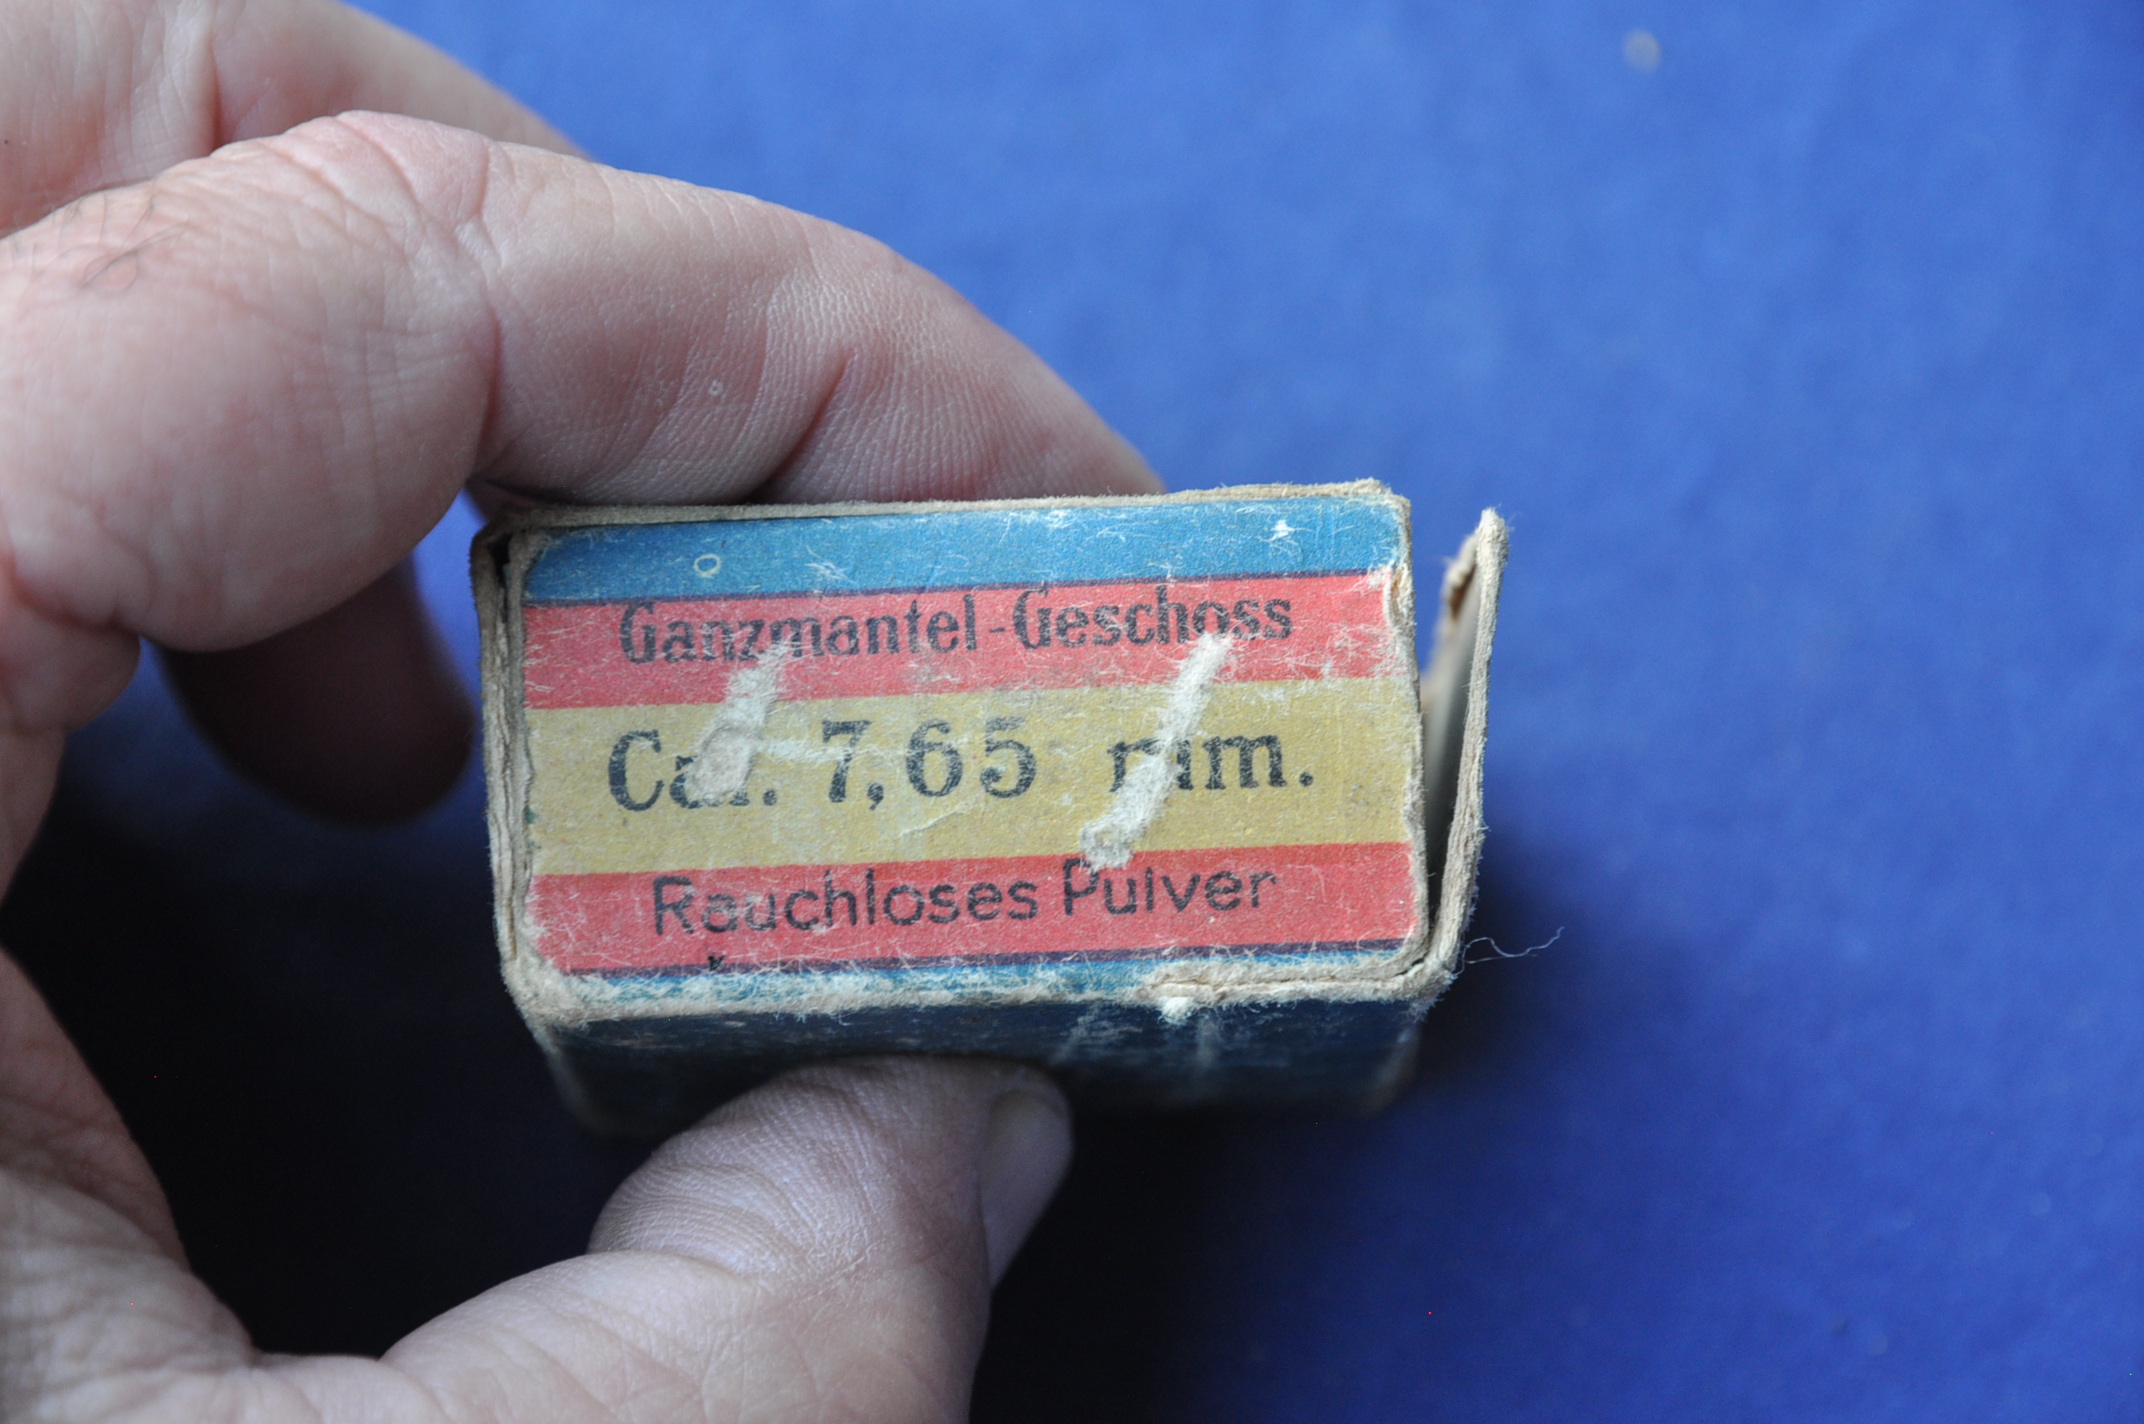 Ganzmantel-Geschoss
Cal. 7,65 mm.
Rauchloses Pulver